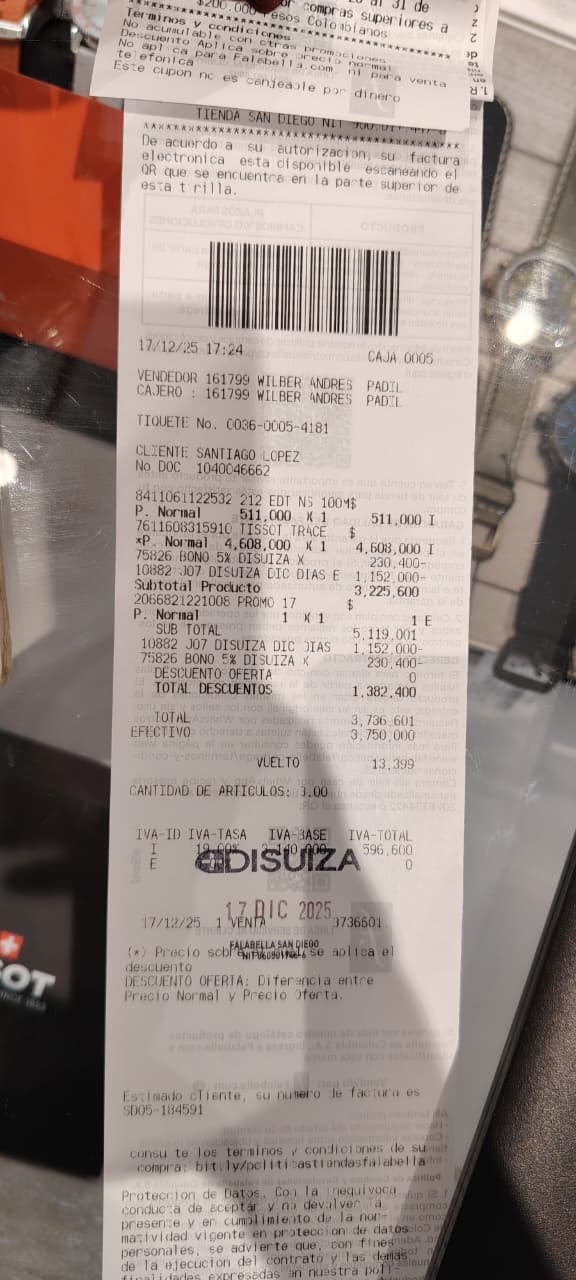 or compras superiores a
$200.000 Pesos Colombianos
Terminos y condiciones
No acumulable con otras promociones
Descuento Aplica sobre precio normal
No aplica para Falabella.com, ni para venta
telefonica
Este cupon no es canjeable por dinero
TIENDA SAN DIEGO NIT
De acuerdo a su autorizacion, su factura
electronica esta disponible escaneando el
QR que se encuentra en la parte superior de
esta tirilla.
17/12/25 17:24 CAJA 0005
VENDEDOR 161799 WILBER ANDRES PADIL
CAJERO : 161799 WILBER ANDRES PADIL
TIQUETE No. 0036-0005-4181
CLIENTE SANTIAGO LOPEZ
No DOC 1040046662
8411061122532 212 EDT NS 100M$
P. Normal 511,000 X 1 511,000 I
7611608315910 TISSOT TRACE $
*P. Normal 4,608,000 X 1 4,608,000 I
75826 BONO 5% DISUIZA X 230,400-
10882 J07 DISUIZA DIC DIAS E 1,152,000-
Subtotal Producto 3,225,600
2066821221008 PROMO 17 $
P. Normal 1 X 1 1 E
SUB TOTAL 5,119,001
10882 J07 DISUIZA DIC DIAS 1,152,000-
75826 BONO 5% DISUIZA X 230,400-
DESCUENTO OFERTA 0
TOTAL DESCUENTOS 1,382,400
TOTAL 3,736,601
EFECTIVO 3,750,000
VUELTO 13,399
CANTIDAD DE ARTICULOS: 3.00
IVA-ID IVA-TASA IVA-BASE IVA-TOTAL
I 19.00% 3,140,000 596,600
E 0
DISUIZA
17 DIC 2025
17/12/25 1 VENTA 3736601
FALABELLA SAN DIEGO
(*) Precio sobre el cual se aplica el
descuento
DESCUENTO OFERTA: Diferencia entre
Precio Normal y Precio Oferta.
Estimado cliente, su numero de factura es
SD05-184591
consulte los terminos y condiciones de su
compra: bit.ly/politicastiendasfalabella
Proteccion de Datos. Con la inequivoca
conducta de aceptar y no devolver la
presente y en cumplimiento de la nor-
matividad vigente en proteccion de datos
personales, se advierte que, con fines
de la ejecucion del contrato y las demas
finalidades expresadas en nuestra poli-